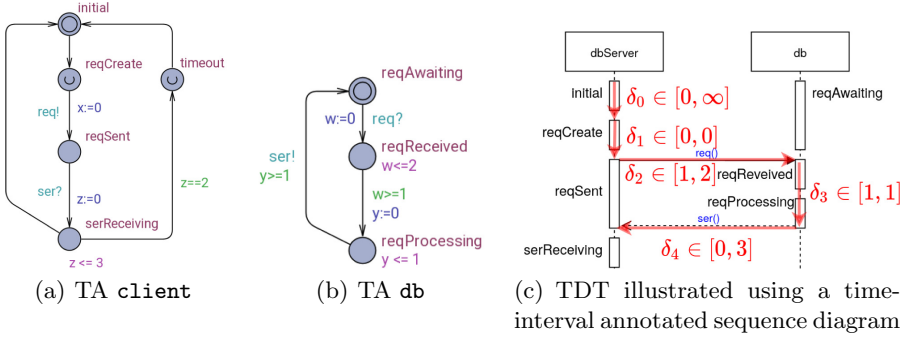 initial
reqCreate
timeout
req!
x:=0
reqSent
ser?
z:=0
z==2
serReceiving
z <= 3
(a) TA client
reqAwaiting
w:=0
req?
ser!
y>=1
reqReceived
w<=2
w>=1
y:=0
reqProcessing
y <= 1
(b) TA db
dbServer
db
initial
δ0 ∈ [0, ∞]
reqAwaiting
reqCreate
δ1 ∈ [0, 0]
req()
δ2 ∈ [1, 2]
reqReveived
reqSent
δ3 ∈ [1, 1]
reqProcessing
ser()
serReceiving
δ4 ∈ [0, 3]
(c) TDT illustrated using a time-
interval annotated sequence diagram